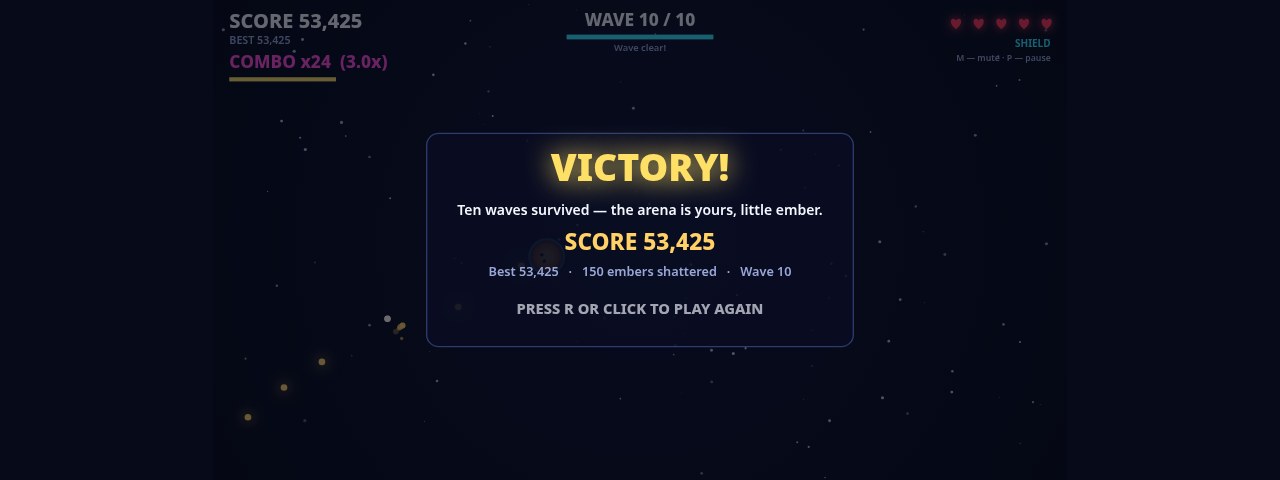 SCORE 53,425
BEST 53,425
COMBO x24 (3.0x)
WAVE 10 / 10
Wave clear!
SHIELD
M — mute · P — pause
VICTORY!
Ten waves survived — the arena is yours, little ember.
SCORE 53,425
Best 53,425 · 150 embers shattered · Wave 10
PRESS R OR CLICK TO PLAY AGAIN